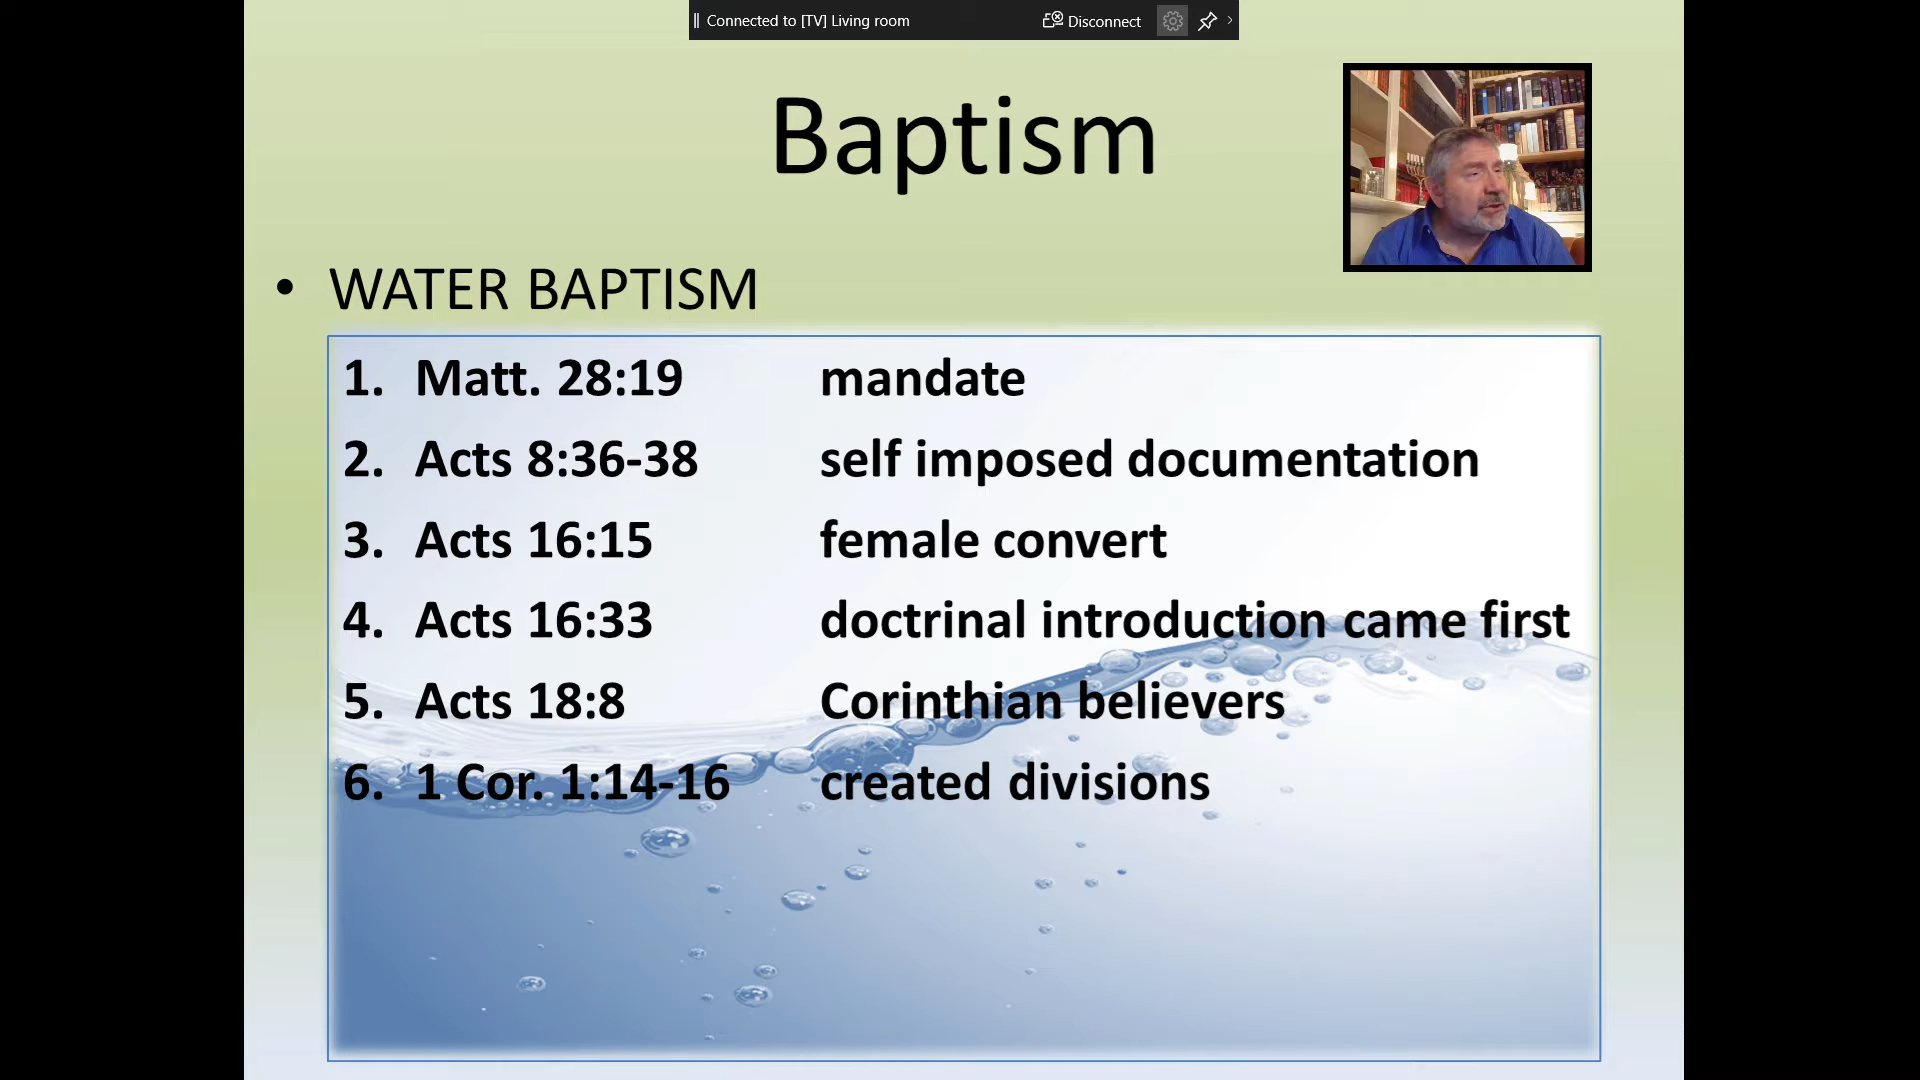 Connected to [TV] Living room Disconnect
Baptism
• WATER BAPTISM
1. Matt. 28:19 mandate
2. Acts 8:36-38 self imposed documentation
3. Acts 16:15 female convert
4. Acts 16:33 doctrinal introduction came first
5. Acts 18:8 Corinthian believers
6. 1 Cor. 1:14-16 created divisions